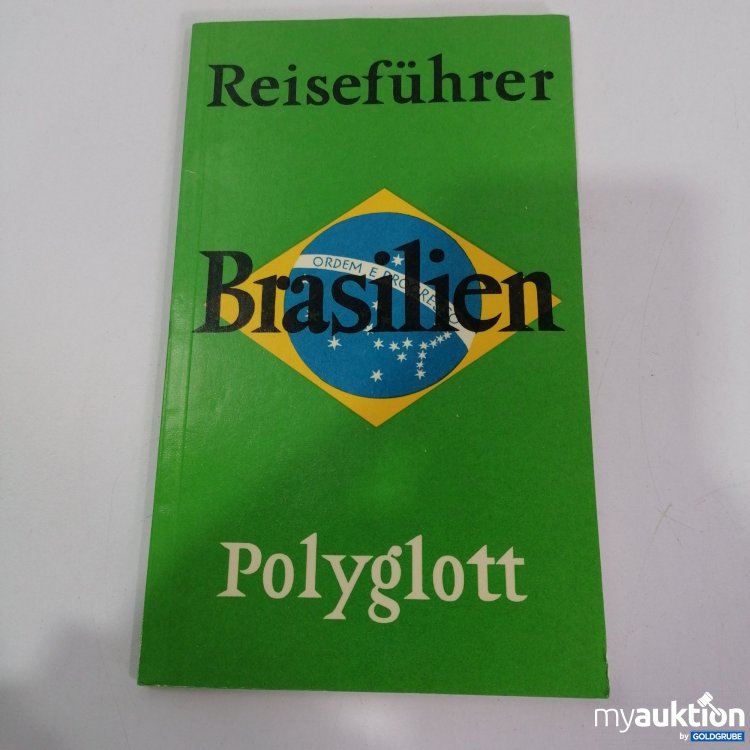 Reiseführer
ORDEM E PROGRESSO
Brasilien
Polyglott
myauktion
by GOLDGRUBE